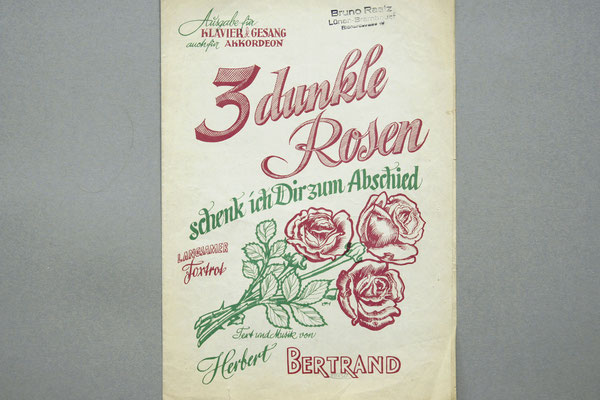 Ausgabe für
KLAVIER & GESANG
auch für AKKORDEON
Bruno Raatz
3 dunkle
Rosen
schenk ich Dir zum Abschied
LANGSAMER
Foxtrot
Text und Musik von
Herbert BERTRAND